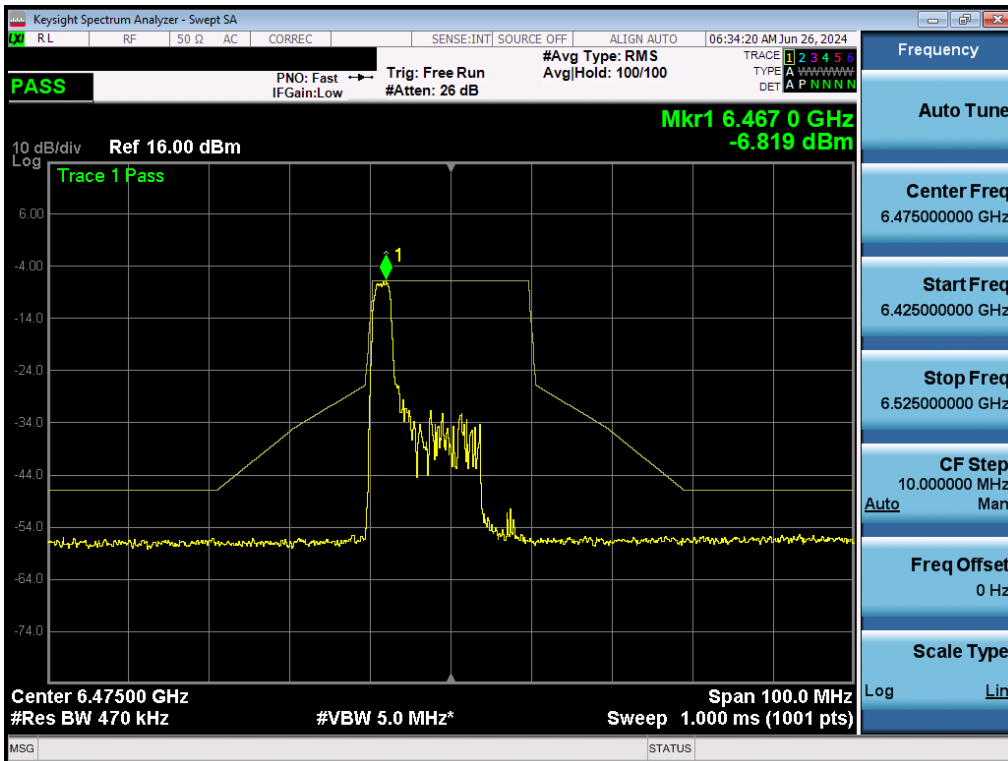 Keysight Spectrum Analyzer - Swept SA
LXI RL RF 50 Ω AC CORREC SENSE:INT SOURCE OFF ALIGN AUTO 06:34:20 AM Jun 26, 2024
PASS
PNO: Fast
IFGain:Low
Trig: Free Run
#Atten: 26 dB
#Avg Type: RMS
Avg|Hold: 100/100
TRACE 1 2 3 4 5 6
TYPE A WWWWW
DET A P N N N N
Mkr1 6.467 0 GHz
-6.819 dBm
10 dB/div Ref 16.00 dBm
Log
Trace 1 Pass
1
6.00
-4.00
-14.0
-24.0
-34.0
-44.0
-54.0
-64.0
-74.0
Center 6.47500 GHz Span 100.0 MHz
#Res BW 470 kHz #VBW 5.0 MHz* Sweep 1.000 ms (1001 pts)
MSG STATUS
Frequency
Auto Tune
Center Freq
6.475000000 GHz
Start Freq
6.425000000 GHz
Stop Freq
6.525000000 GHz
CF Step
10.000000 MHz
Auto Man
Freq Offset
0 Hz
Scale Type
Log Lin